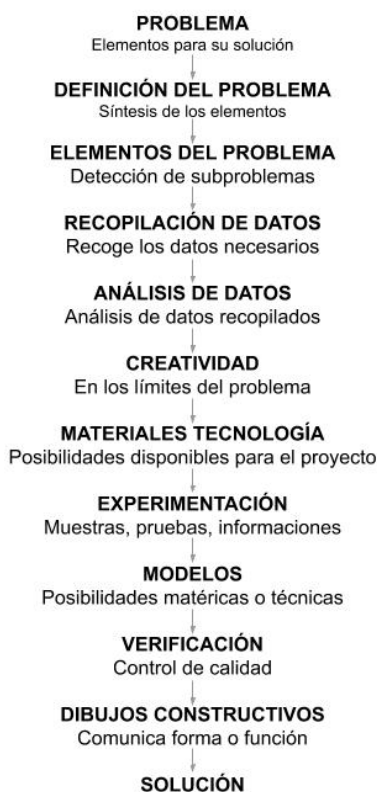 PROBLEMA
Elementos para su solución
DEFINICIÓN DEL PROBLEMA
Síntesis de los elementos
ELEMENTOS DEL PROBLEMA
Detección de subproblemas
RECOPILACIÓN DE DATOS
Recoge los datos necesarios
ANÁLISIS DE DATOS
Análisis de datos recopilados
CREATIVIDAD
En los límites del problema
MATERIALES TECNOLOGÍA
Posibilidades disponibles para el proyecto
EXPERIMENTACIÓN
Muestras, pruebas, informaciones
MODELOS
Posibilidades matéricas o técnicas
VERIFICACIÓN
Control de calidad
DIBUJOS CONSTRUCTIVOS
Comunica forma o función
SOLUCIÓN